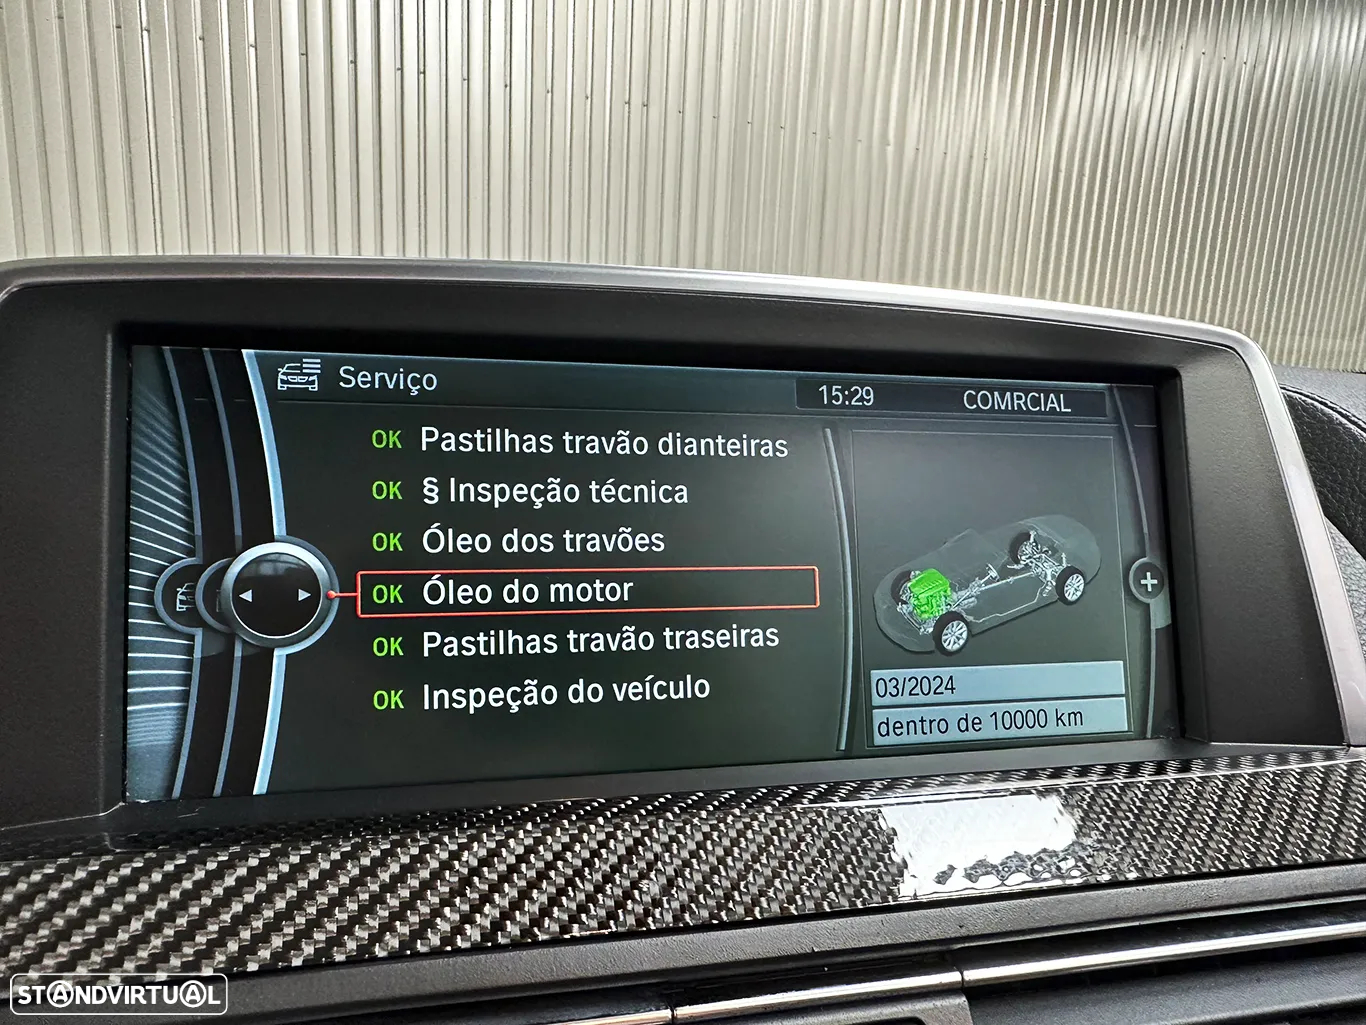 Serviço
15:29
COMRCIAL
OK Pastilhas travão dianteiras
OK § Inspeção técnica
OK Óleo dos travões
OK Óleo do motor
OK Pastilhas travão traseiras
OK Inspeção do veículo
03/2024
dentro de 10000 km
STANDVIRTUAL